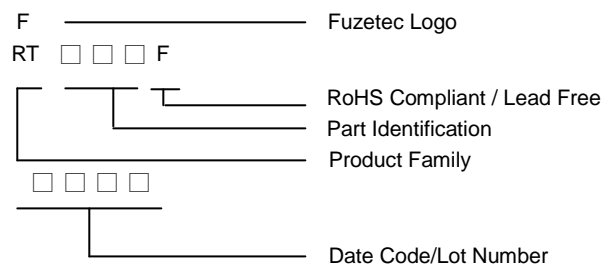 F Fuzetec Logo
RT □ □ □ F
RoHS Compliant / Lead Free
Part Identification
Product Family
□ □ □ □
Date Code/Lot Number